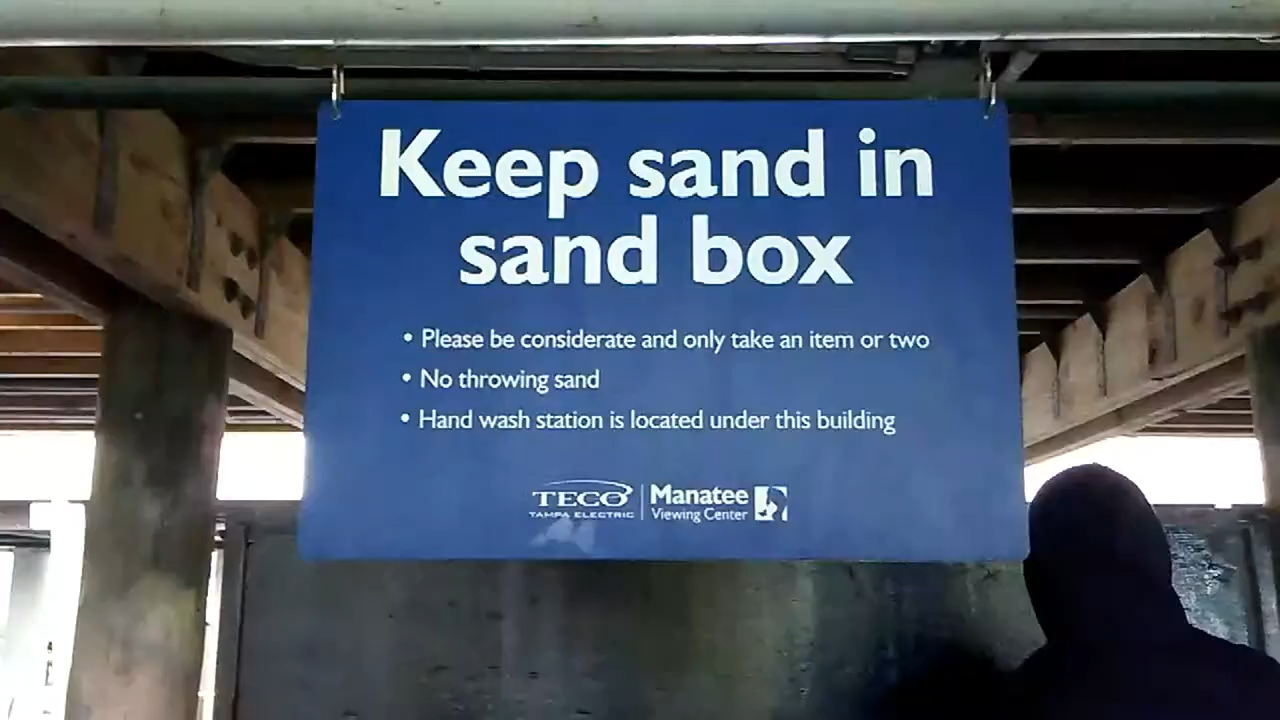 Keep sand in
sand box
• Please be considerate and only take an item or two
• No throwing sand
• Hand wash station is located under this building
TECO
TAMPA ELECTRIC
Manatee
Viewing Center